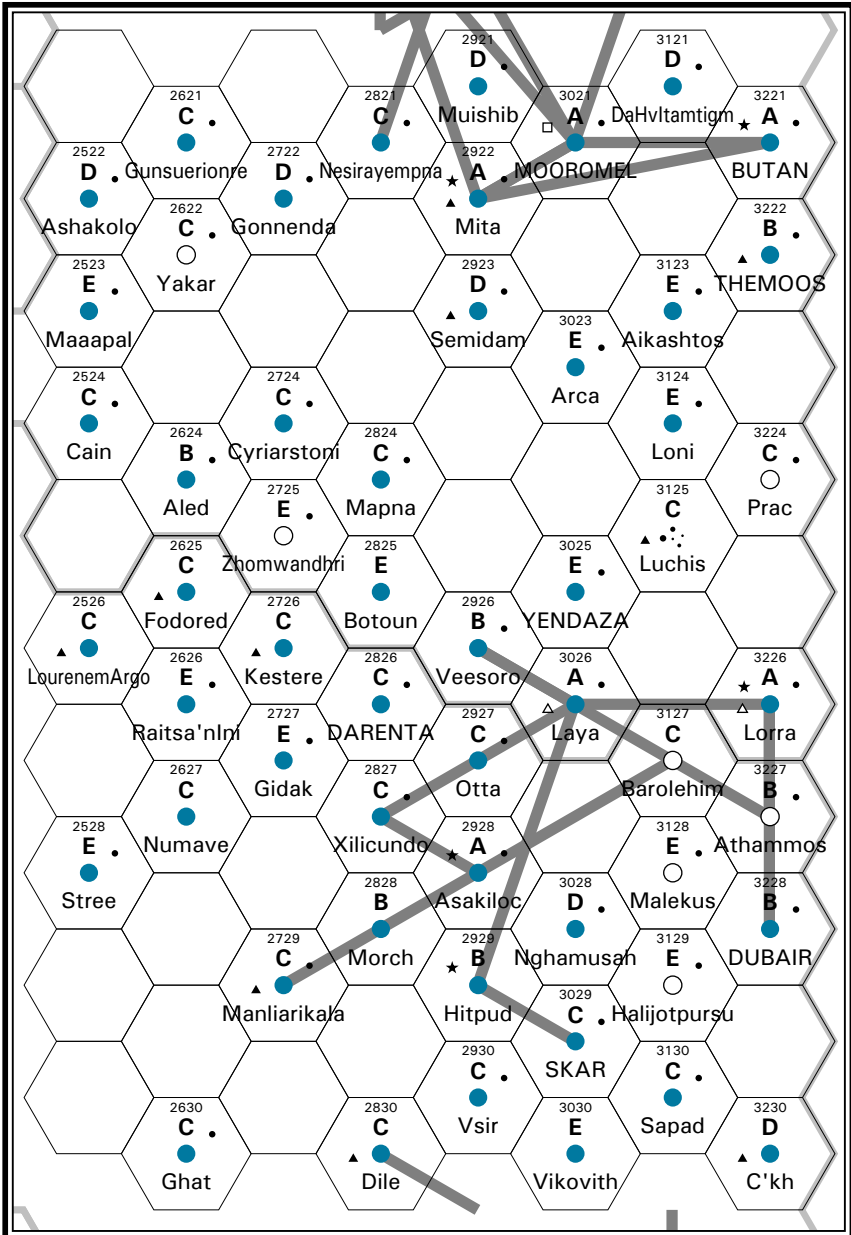 2921
D
Muishib
3121
D
DaHvItamtigm
2621
C
Gunsuerionre
2821
C
Nesirayempna
3021
A
MOOROMEL
3221
A
BUTAN
2522
D
Ashakolo
2722
D
Gonnenda
2922
A
Mita
2622
C
Yakar
3222
B
THEMOOS
2523
E
Maaapal
2923
D
Semidam
3123
E
Aikashtos
3023
E
Arca
2524
C
Cain
2724
C
Cyriarstoni
3124
E
Loni
2624
B
Aled
2824
C
Mapna
3224
C
Prac
2725
E
Zhomwandhri
3125
C
Luchis
2625
C
Fodored
2825
E
Botoun
3025
E
YENDAZA
2526
C
LourenemArgo
2726
C
Kestere
2926
B
Veesoro
2626
E
Raitsa'nIni
2826
C
DARENTA
3026
A
Laya
3226
A
Lorra
2727
E
Gidak
2927
C
Otta
3127
C
Barolehim
2627
C
Numave
2827
C
Xilicundo
3227
B
Athammos
2528
E
Stree
2928
A
Asakiloc
3128
E
Malekus
2828
B
Morch
3028
D
Nghamusah
3228
B
DUBAIR
2729
C
Manliarikala
2929
B
Hitpud
3129
E
Halijotpursu
3029
C
SKAR
2930
C
Vsir
3130
C
Sapad
2630
C
Ghat
2830
C
Dile
3030
E
Vikovith
3230
D
C'kh